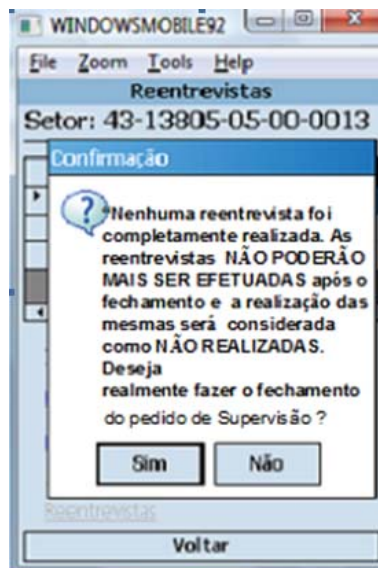 WINDOWSMOBILE92
File Zoom Tools Help
Reentrevistas
Setor: 43-13805-05-00-0013
Confirmação
Nenhuma reentrevista foi
completamente realizada. As
reentrevistas NÃO PODERÃO
MAIS SER EFETUADAS após o
fechamento e a realização das
mesmas será considerada
como NÃO REALIZADAS.
Deseja
realmente fazer o fechamento
do pedido de Supervisão ?
Sim Não
Reentrevistas
Voltar